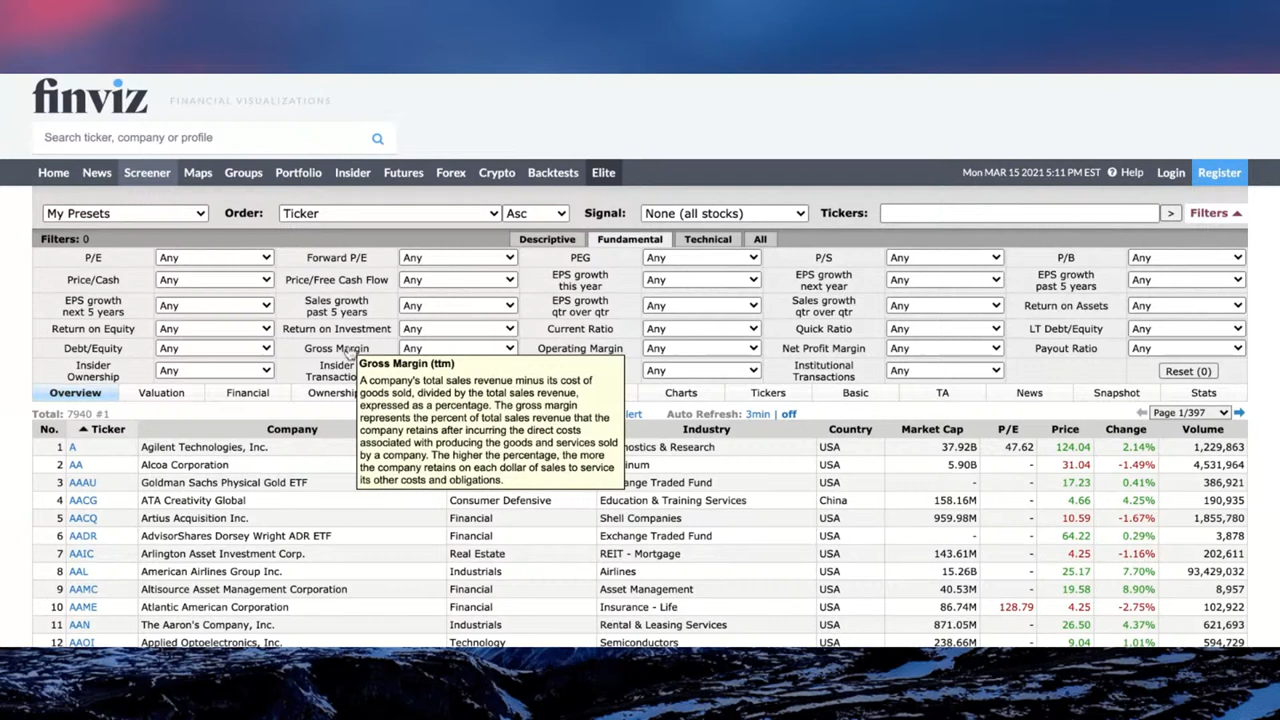 finviz FINANCIAL VISUALIZATIONS
Search ticker, company or profile
Home News Screener Maps Groups Portfolio Insider Futures Forex Crypto Backtests Elite Mon MAR 15 2021 5:11 PM EST Help Login Register
My Presets Order: Ticker Asc Signal: None (all stocks) Tickers: > Filters
Filters: 0 Descriptive Fundamental Technical All
P/E Any Forward P/E Any PEG Any P/S Any P/B Any
Price/Cash Any Price/Free Cash Flow Any EPS growth this year Any EPS growth next year Any EPS growth past 5 years Any
EPS growth next 5 years Any Sales growth past 5 years Any EPS growth qtr over qtr Any Sales growth qtr over qtr Any Return on Assets Any
Return on Equity Any Return on Investment Any Current Ratio Any Quick Ratio Any LT Debt/Equity Any
Debt/Equity Any Gross Margin Any Operating Margin Any Net Profit Margin Any Payout Ratio Any
Insider Ownership Any Insider Any Institutional Transactions Any Reset (0)
Gross Margin (ttm)
A company's total sales revenue minus its cost of
goods sold, divided by the total sales revenue,
expressed as a percentage. The gross margin
represents the percent of total sales revenue that the
company retains after incurring the direct costs
associated with producing the goods and services sold
by a company. The higher the percentage, the more
the company retains on each dollar of sales to service
its other costs and obligations.
Overview Valuation Financial Charts Tickers Basic TA News Snapshot Stats
Total: 7940 #1 Auto Refresh: 3min | off Page 1/397
No. Ticker Company Industry Country Market Cap P/E Price Change Volume
1 A Agilent Technologies, Inc. & Research USA 37.92B 47.62 124.04 2.14% 1,229,863
2 AA Alcoa Corporation USA 5.90B - 31.04 -1.49% 4,531,964
3 AAAU Goldman Sachs Physical Gold ETF Traded Fund USA - - 17.23 0.41% 386,921
4 AACG ATA Creativity Global Consumer Defensive Education & Training Services China 158.16M - 4.66 4.25% 190,935
5 AACQ Artius Acquisition Inc. Financial Shell Companies USA 959.98M - 10.59 -1.67% 1,855,780
6 AADR AdvisorShares Dorsey Wright ADR ETF Financial Exchange Traded Fund USA - - 64.22 0.29% 3,878
7 AAIC Arlington Asset Investment Corp. Real Estate REIT - Mortgage USA 143.61M - 4.25 -1.16% 202,611
8 AAL American Airlines Group Inc. Industrials Airlines USA 15.26B - 25.17 7.70% 93,429,032
9 AAMC Altisource Asset Management Corporation Financial Asset Management USA 40.53M - 19.58 8.90% 8,957
10 AAME Atlantic American Corporation Financial Insurance - Life USA 86.74M 128.79 4.25 -2.75% 102,922
11 AAN The Aaron's Company, Inc. Industrials Rental & Leasing Services USA 871.05M - 26.50 4.37% 621,693
12 AAOI Applied Optoelectronics, Inc. Technology Semiconductors USA 238.66M - 9.04 1.01% 594,729